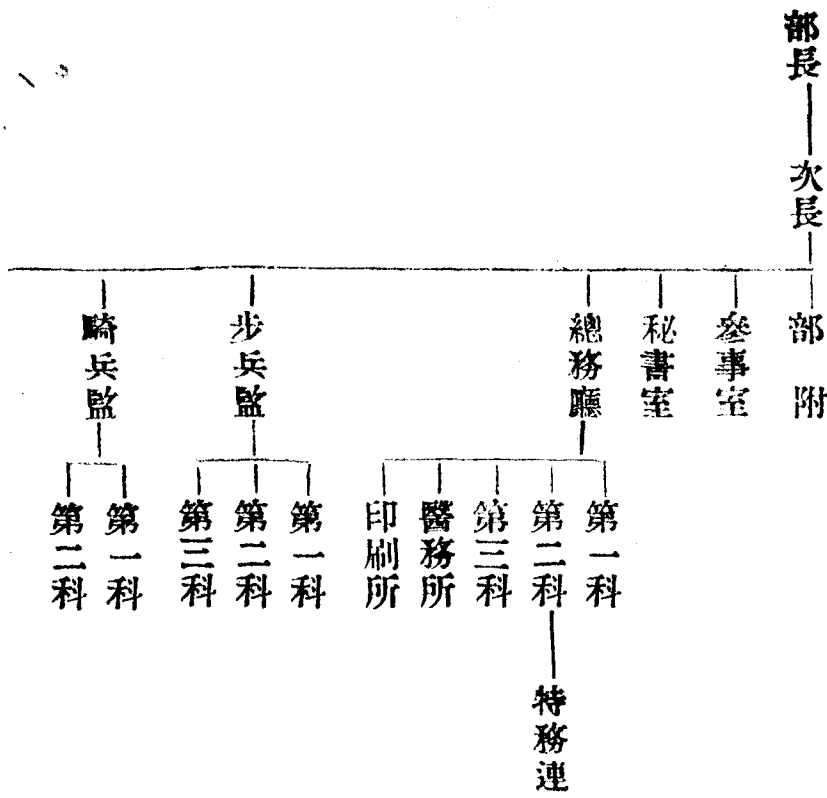 部長
次長
部附
參事室
秘書室
總務廳
步兵監
騎兵監
第一科
第二科
第三科
醫務所
印刷所
第一科
第二科
第三科
第一科
第二科
特務連